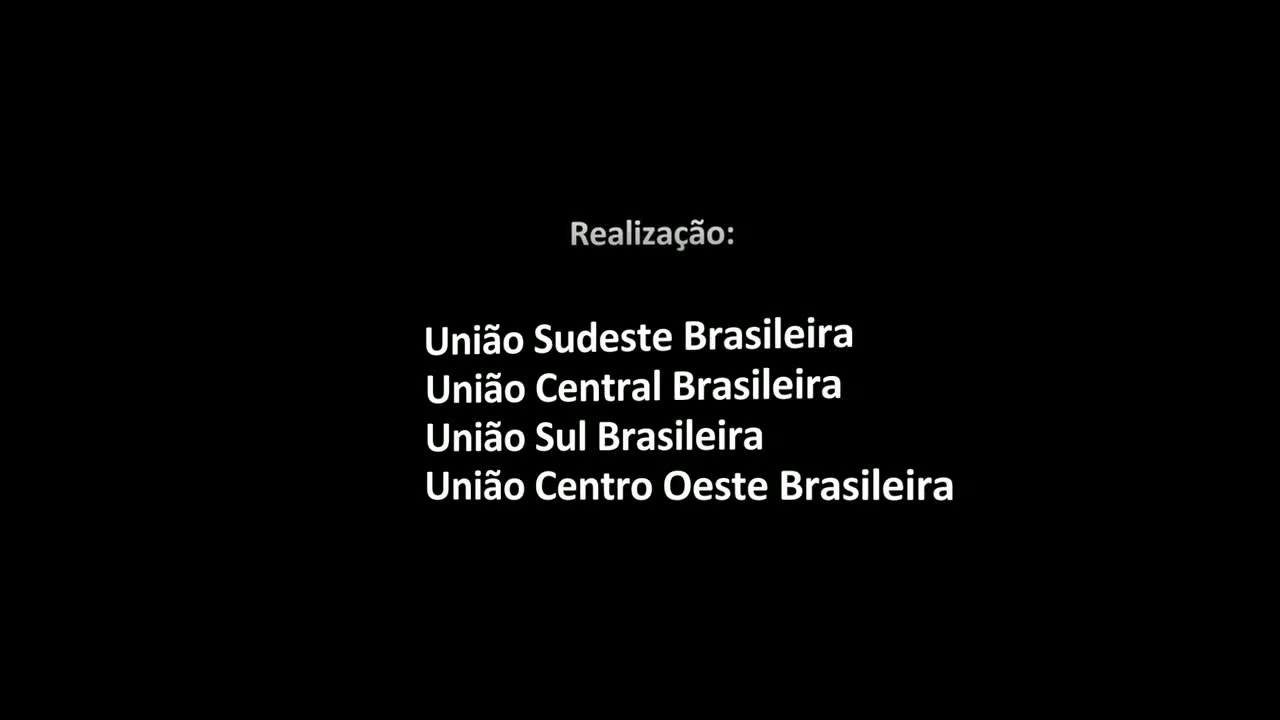 Realização:
União Sudeste Brasileira
União Central Brasileira
União Sul Brasileira
União Centro Oeste Brasileira